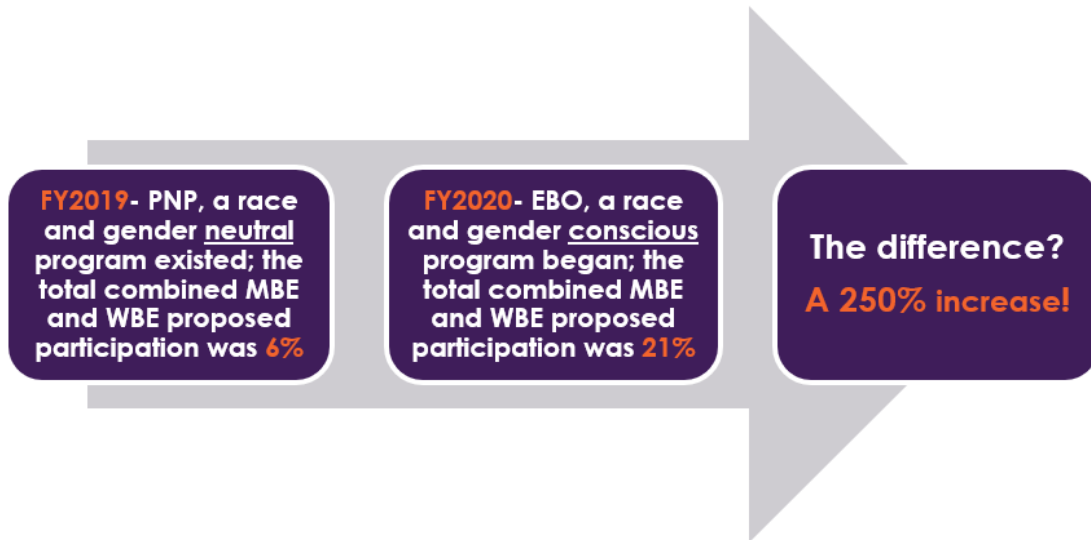 FY2019- PNP, a race
and gender neutral
program existed; the
total combined MBE
and WBE proposed
participation was 6%
FY2020- EBO, a race
and gender conscious
program began; the
total combined MBE
and WBE proposed
participation was 21%
The difference?
A 250% increase!